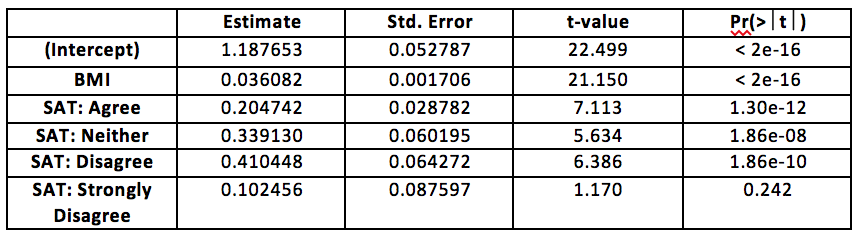 Estimate Std. Error t-value Pr(>|t|)
(Intercept) 1.187653 0.052787 22.499 < 2e-16
BMI 0.036082 0.001706 21.150 < 2e-16
SAT: Agree 0.204742 0.028782 7.113 1.30e-12
SAT: Neither 0.339130 0.060195 5.634 1.86e-08
SAT: Disagree 0.410448 0.064272 6.386 1.86e-10
SAT: Strongly 0.102456 0.087597 1.170 0.242
Disagree